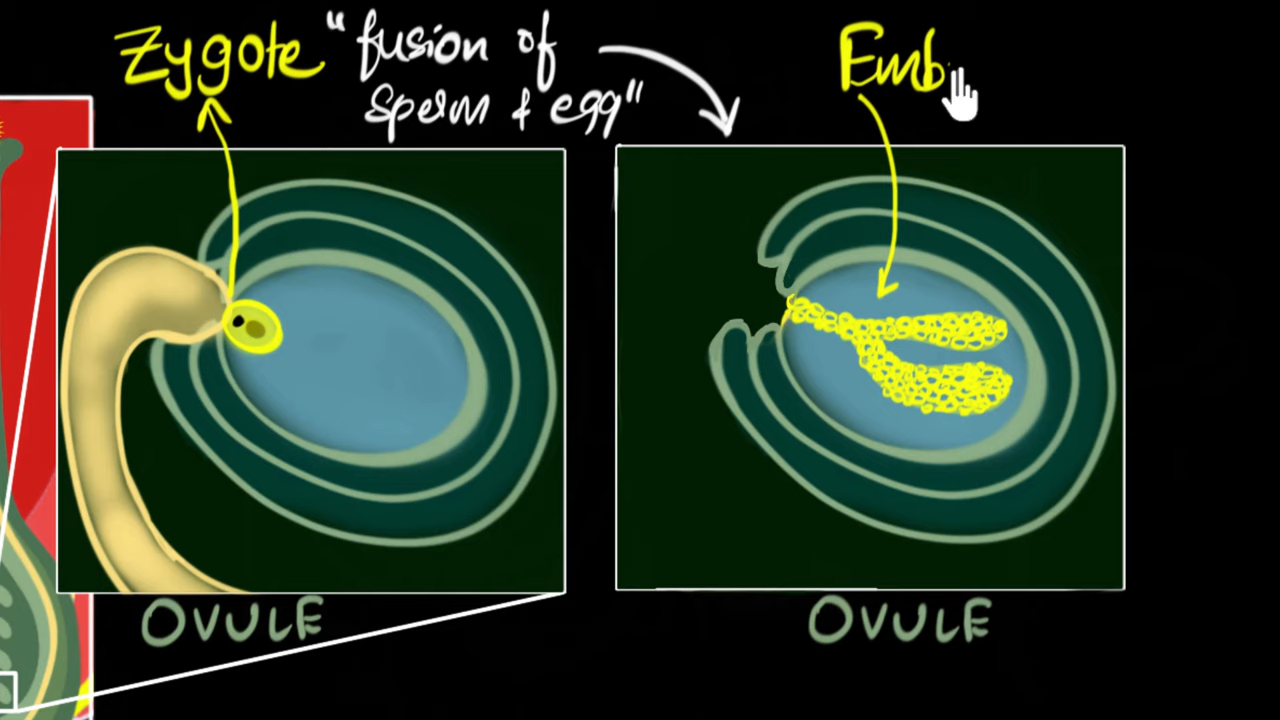 Zygote "fusion of
sperm + egg"
Emb
OVULE
OVULE